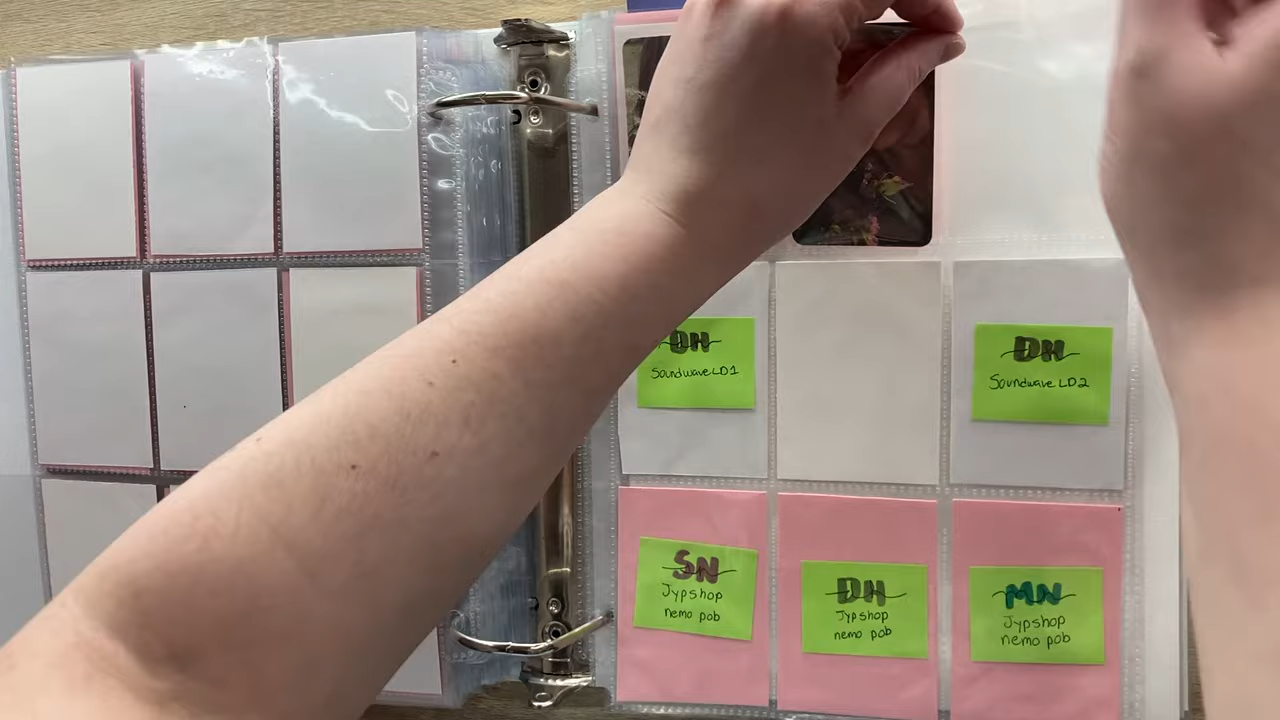 DH
Soundwave LD1
DH
Soundwave LD2
SN
Jypshop
nemo pob
DH
Jypshop
nemo pob
MN
Jypshop
nemo pob